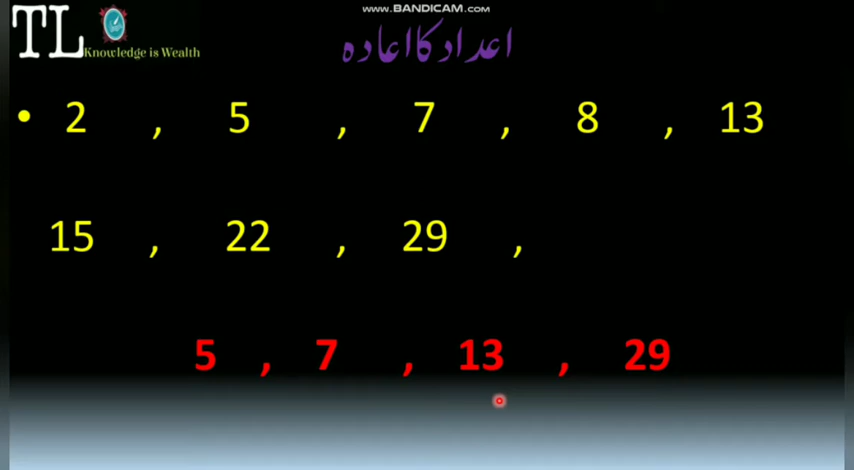 WWW.BANDICAM.COM
TL
Knowledge is Wealth
اعداد کا اعادہ
• 2 , 5 , 7 , 8 , 13
15 , 22 , 29 ,
5 , 7 , 13 , 29